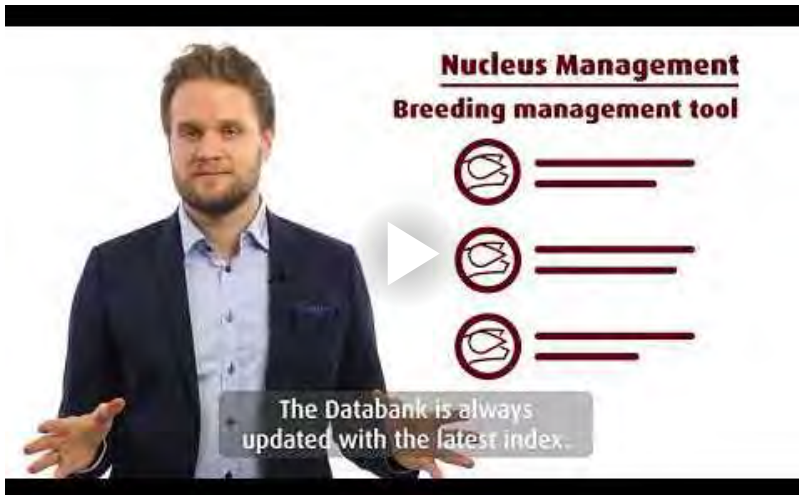 Nucleus Management
Breeding management tool
The Databank is always
updated with the latest index.